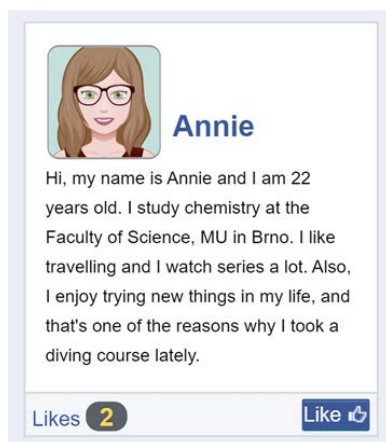 Annie
Hi, my name is Annie and I am 22
years old. I study chemistry at the
Faculty of Science, MU in Brno. I like
travelling and I watch series a lot. Also,
I enjoy trying new things in my life, and
that's one of the reasons why I took a
diving course lately.
Likes 2 Like